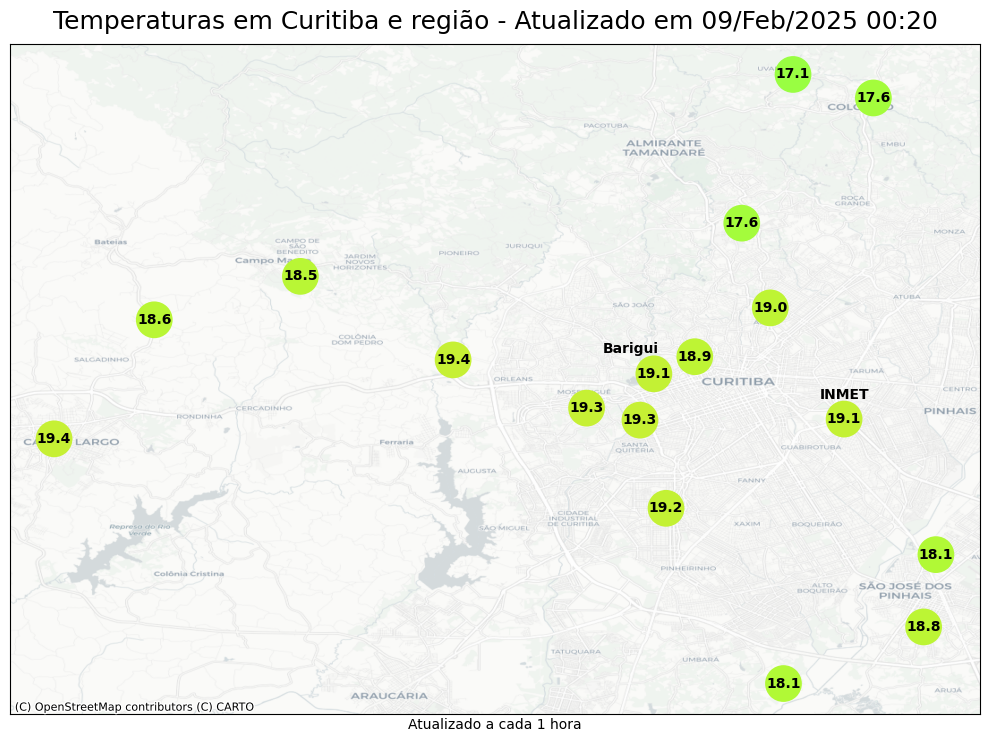 Temperaturas em Curitiba e região - Atualizado em 09/Feb/2025 00:20
17.1
17.6
PACOTUBA
ALMIRANTE
TAMANDARÉ
EMBU
ROÇA
GRANDE
17.6
MONZA
Bateias
CAMPO DE
SÃO
BENEDITO
JURUQUI
PIONEIRO
JARDIM
NOVOS
HORIZONTES
18.5
ATUBA
SÃO JOÃO
19.0
18.6
COLÔNIA
DOM PEDRO
Barigui
18.9
SALGADINHO
19.4
19.1
TARUMÃ
ORLEANS
CURITIBA
CENTRO
INMET
CERCADINHO
19.3
PINHAIS
RONDINHA
19.3
19.1
19.4
Ferraria
SANTA
QUITÉRIA
GUABIROTUBA
AUGUSTA
FANNY
19.2
CIDADE
INDUSTRIAL
DE CURITIBA
SÃO MIGUEL
XAXIM
BOQUEIRÃO
Represa do Rio
Verde
18.1
Colônia Cristina
PINHEIRINHO
ALTO
BOQUEIRÃO
SÃO JOSÉ DOS
PINHAIS
18.8
TATUQUARA
UMBARÁ
18.1
ARAUCÁRIA
ARUJÁ
(C) OpenStreetMap contributors (C) CARTO
Atualizado a cada 1 hora